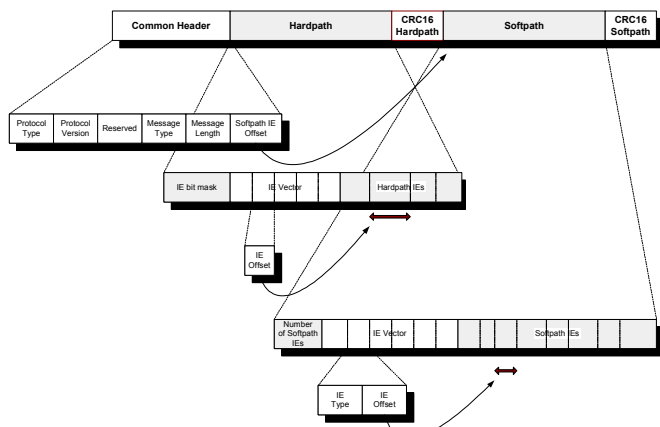 Common Header
Hardpath
CRC16
Hardpath
Softpath
CRC16
Softpath
Protocol
Type
Protocol
Version
Reserved
Message
Type
Message
Length
Softpath IE
Offset
IE bit mask
IE Vector
Hardpath IEs
IE
Offset
Number
of Softpath
IEs
IE Vector
Softpath IEs
IE
Type
IE
Offset